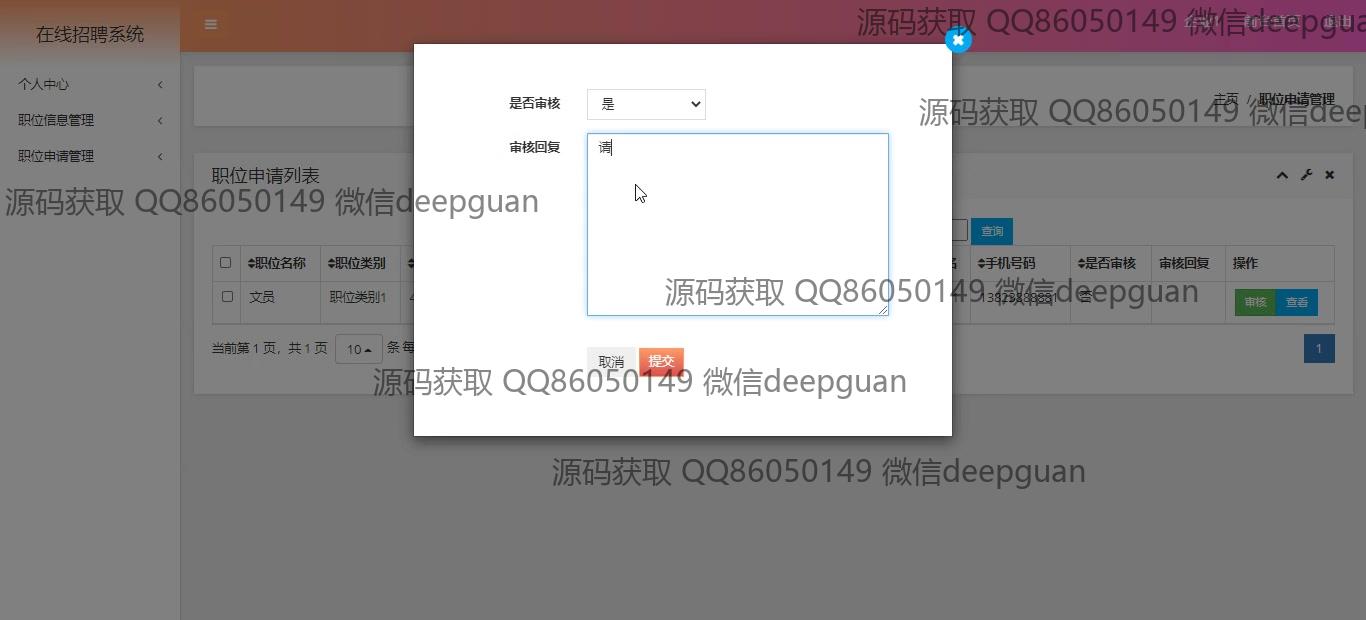 在线招聘系统
源码获取 QQ86050149 微信deepgua
退出
个人中心
职位信息管理
职位申请管理
是否审核
是
主页 / 职位申请管理
源码获取 QQ86050149 微信deep
审核回复
请
职位申请列表
源码获取 QQ86050149 微信deepguan
查询
职位名称
职位类别
名
手机号码
是否审核
审核回复
操作
文员
职位类别1
否
审核
查看
源码获取 QQ86050149 微信deepguan
当前第 1 页，共 1 页
10
条 每
1
取消
提交
源码获取 QQ86050149 微信deepguan
源码获取 QQ86050149 微信deepguan